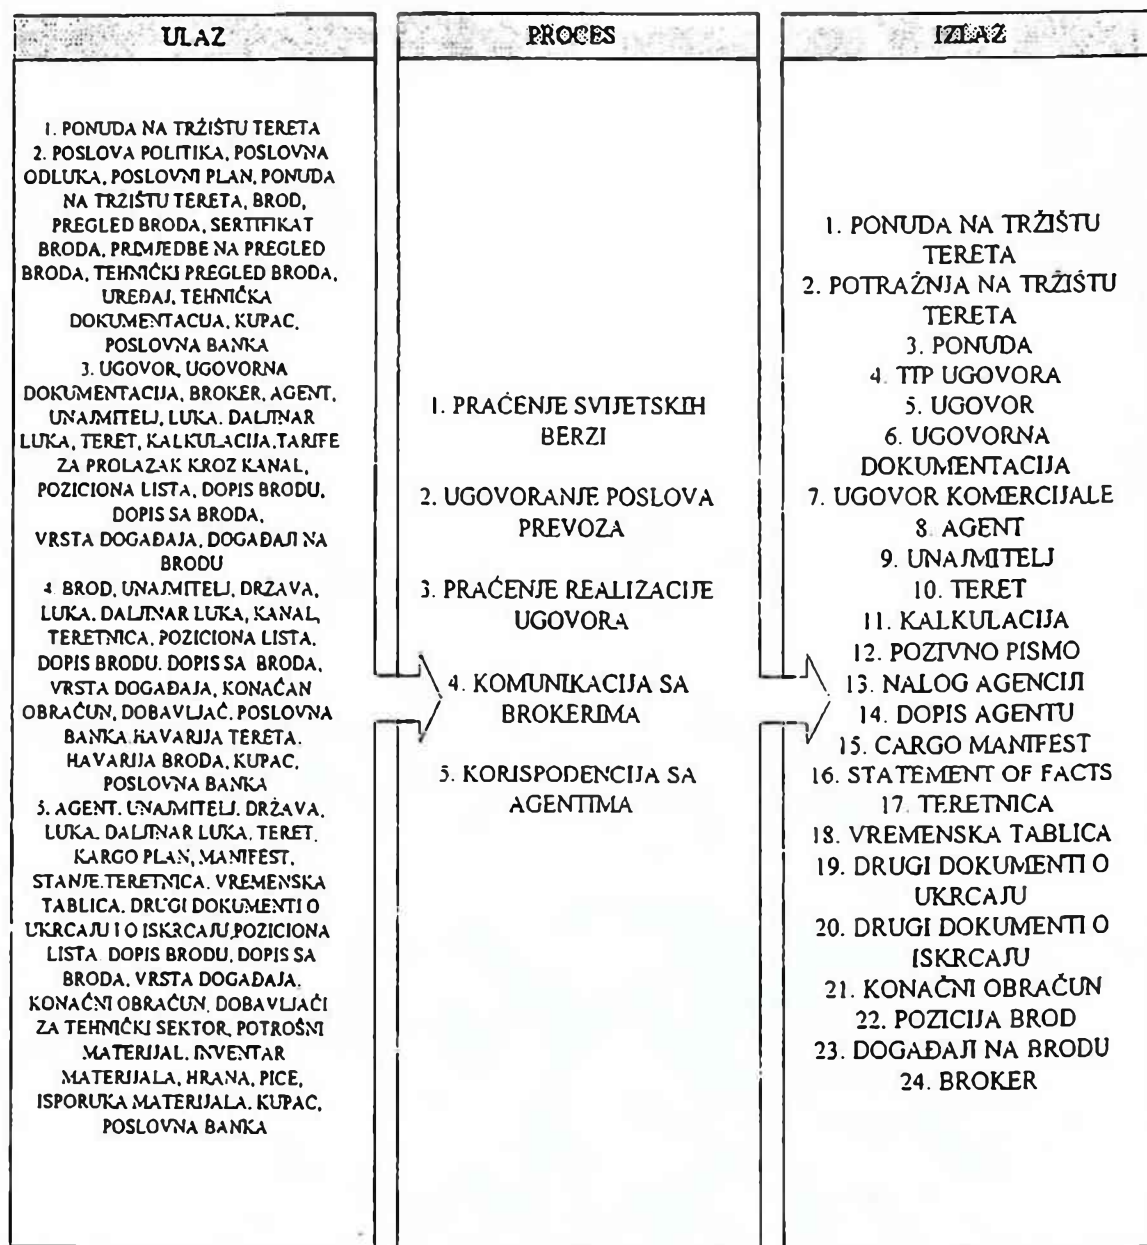 ULAZ
1. PONUDA NA TRŽIŠTU TERETA
2. POSLOVA POLITIKA, POSLOVNA
ODLUKA, POSLOVNI PLAN, PONUDA
NA TRŽIŠTU TERETA, BROD,
PREGLED BRODA, SERTIFIKAT
BRODA, PRIMJEDBE NA PREGLED
BRODA, TEHNIČKI PREGLED BRODA,
UREĐAJ, TEHNIČKA
DOKUMENTACIJA, KUPAC,
POSLOVNA BANKA
3. UGOVOR, UGOVORNA
DOKUMENTACIJA, BROKER, AGENT,
UNAJMITELJ, LUKA. DALJINAR
LUKA, TERET, KALKULACIJA,TARIFE
ZA PROLAZAK KROZ KANAL,
POZICIONA LISTA, DOPIS BRODU,
DOPIS SA BRODA,
VRSTA DOGAĐAJA, DOGAĐAJI NA
BRODU
4. BROD, UNAJMITELJ, DRŽAVA,
LUKA. DALJINAR LUKA, KANAL,
TERETNICA, POZICIONA LISTA.
DOPIS BRODU. DOPIS SA BRODA,
VRSTA DOGAĐAJA, KONAČAN
OBRAČUN, DOBAVLJAČ, POSLOVNA
BANKA.HAVARIJA TERETA.
HAVARIJA BRODA, KUPAC,
POSLOVNA BANKA
5. AGENT. UNAJMITELJ. DRŽAVA,
LUKA. DALJINAR LUKA, TERET.
KARGO PLAN, MANIFEST,
STANJE.TERETNICA. VREMENSKA
TABLICA. DRUGI DOKUMENTI O
UKRCAJU I O ISKRCAJU,POZICIONA
LISTA. DOPIS BRODU, DOPIS SA
BRODA, VRSTA DOGAĐAJA.
KONAČNI OBRAČUN, DOBAVLJAČI
ZA TEHNIČKI SEKTOR, POTROŠNI
MATERIJAL. INVENTAR
MATERIJALA, HRANA, PICE,
ISPORUKA MATERIJALA. KUPAC,
POSLOVNA BANKA
PROCES
1. PRAĆENJE SVIJETSKIH
BERZI
2. UGOVORANJE POSLOVA
PREVOZA
3. PRAĆENJE REALIZACIJE
UGOVORA
4. KOMUNIKACIJA SA
BROKERIMA
5. KORISPODENCIJA SA
AGENTIMA
IZLAZ
1. PONUDA NA TRŽIŠTU
TERETA
2. POTRAŽNJA NA TRŽIŠTU
TERETA
3. PONUDA
4. TIP UGOVORA
5. UGOVOR
6. UGOVORNA
DOKUMENTACIJA
7. UGOVOR KOMERCIJALE
8. AGENT
9. UNAJMITELJ
10. TERET
11. KALKULACIJA
12. POZIVNO PISMO
13. NALOG AGENCIJI
14. DOPIS AGENTU
15. CARGO MANIFEST
16. STATEMENT OF FACTS
17. TERETNICA
18. VREMENSKA TABLICA
19. DRUGI DOKUMENTI O
UKRCAJU
20. DRUGI DOKUMENTI O
ISKRCAJU
21. KONAČNI OBRAČUN
22. POZICIJA BROD
23. DOGAĐAJI NA BRODU
24. BROKER